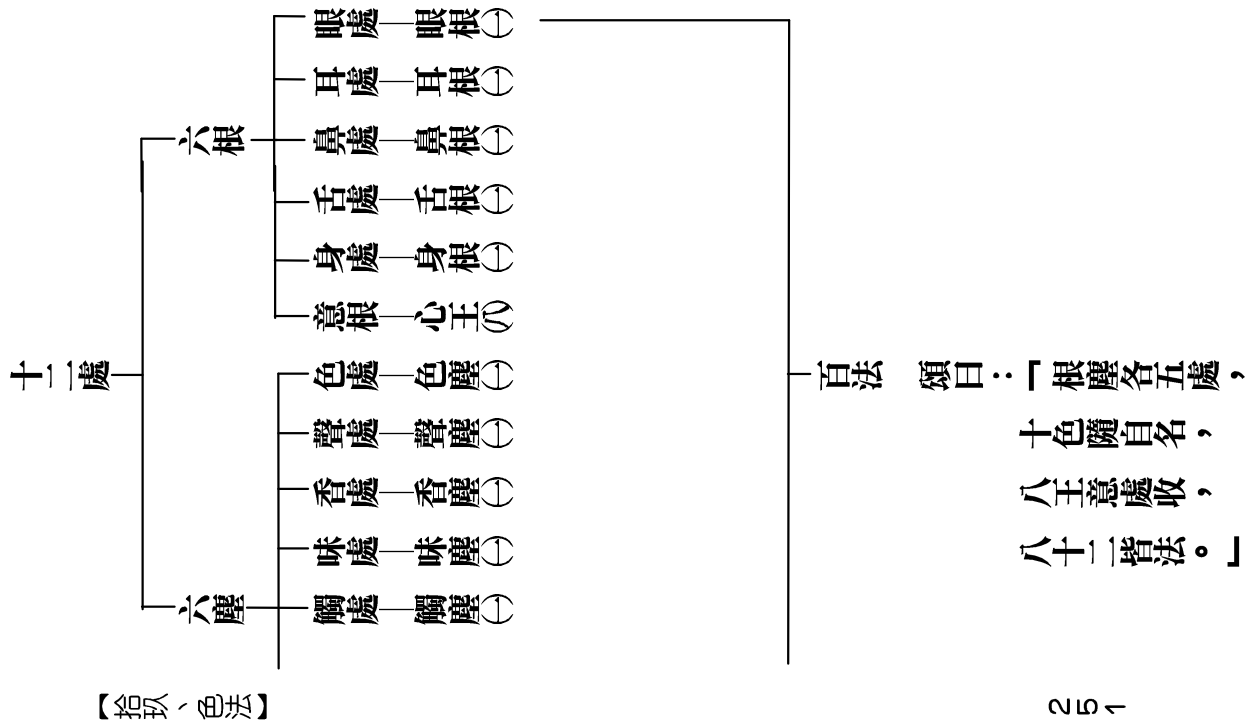 十二處
六根
眼處—眼根㊀
耳處—耳根㊀
鼻處—鼻根㊀
舌處—舌根㊀
身處—身根㊀
意根—心王㊇
六塵
色處—色塵㊀
聲處—聲塵㊀
香處—香塵㊀
味處—味塵㊀
觸處—觸塵㊀
百法 頌曰：『根塵各五處，
十色隨自名，
八王意處收，
八十二皆法。』
【拾玖、色法】
251